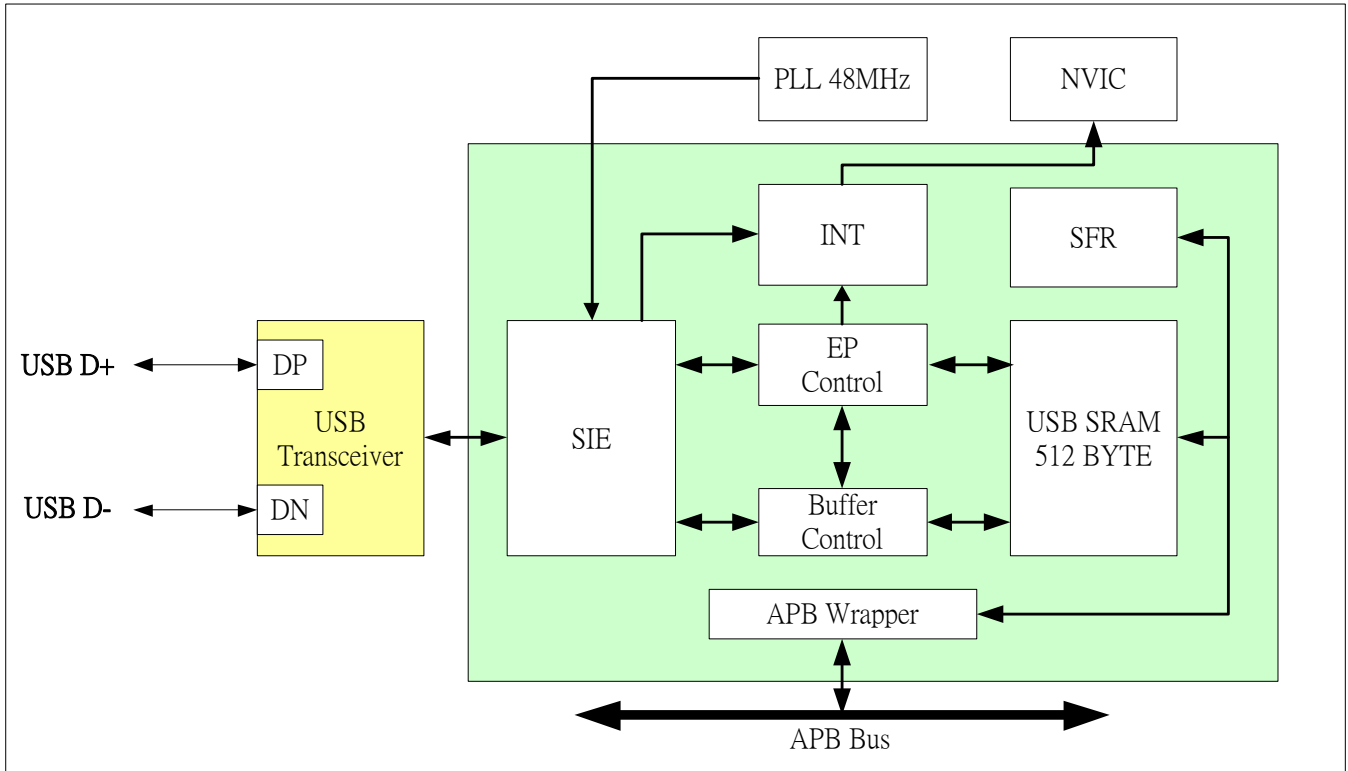 PLL 48MHz
NVIC
INT
SFR
USB D+
DP
USB
Transceiver
DN
USB D-
SIE
EP
Control
Buffer
Control
USB SRAM
512 BYTE
APB Wrapper
APB Bus